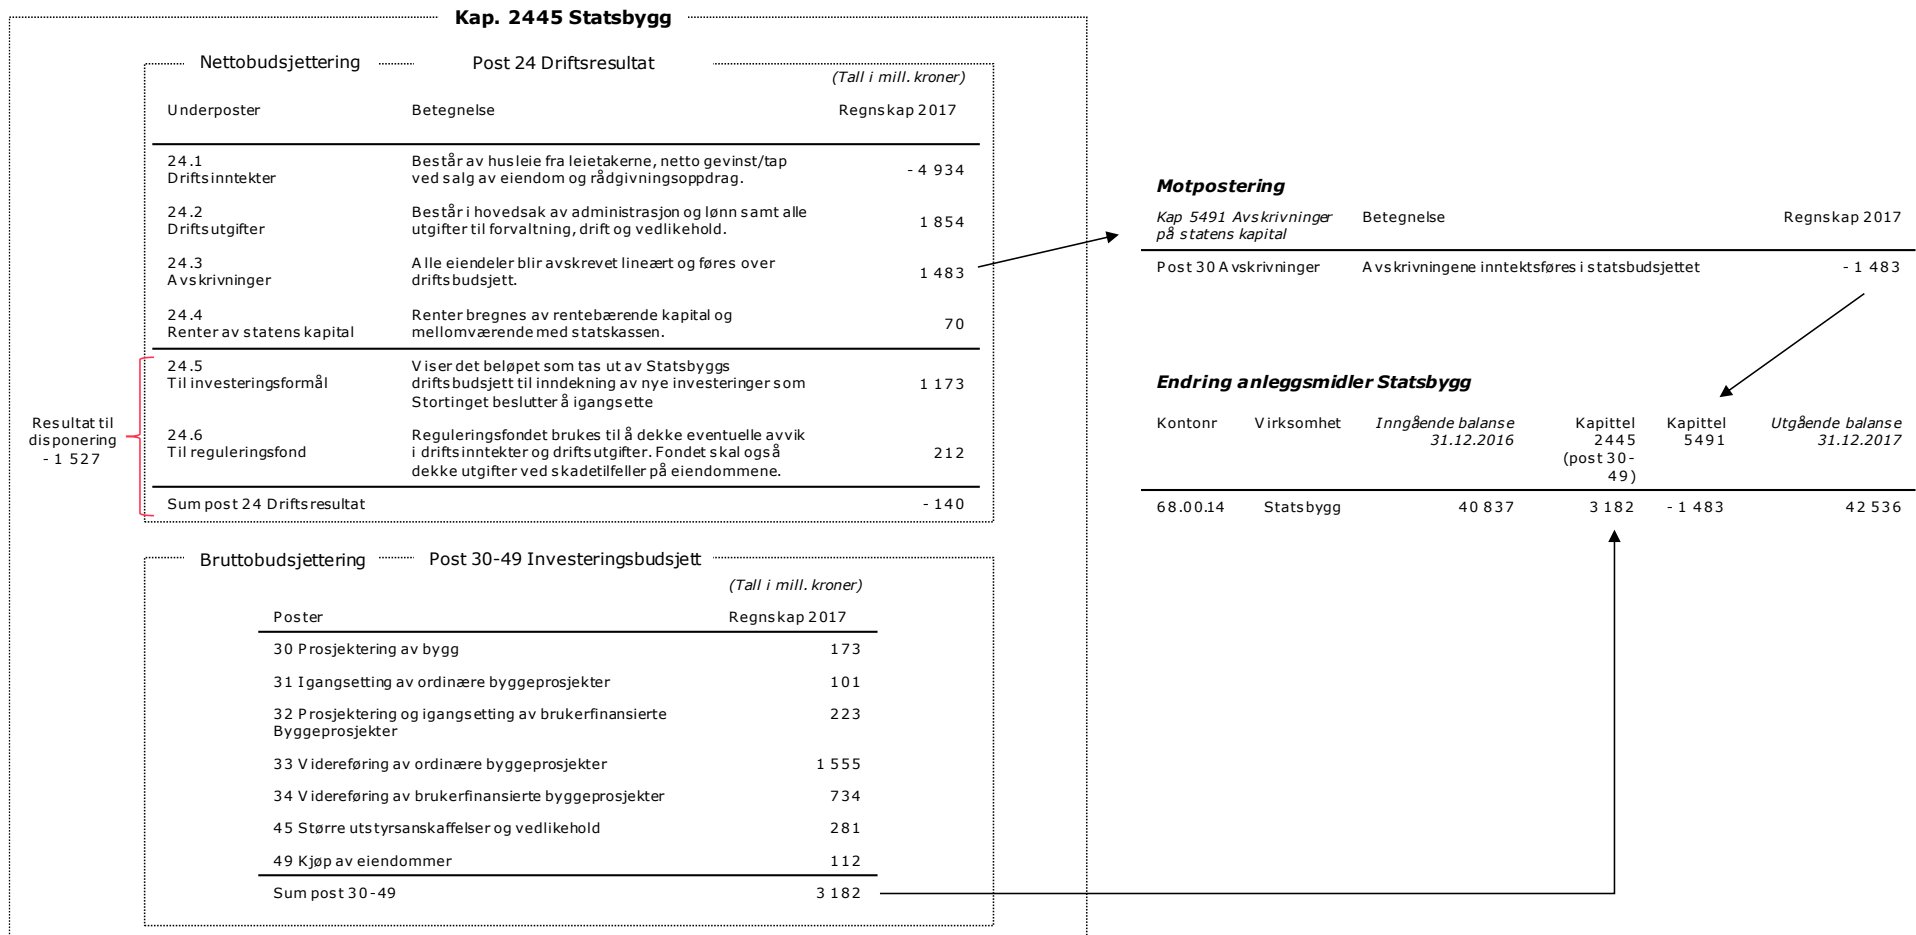 Kap. 2445 Statsbygg
Nettobudsjettering Post 24 Driftsresultat
(Tall i mill. kroner)
Underposter Betegnelse Regnskap 2017
24.1 Består av husleie fra leietakerne, netto gevinst/tap
Driftsinntekter ved salg av eiendom og rådgivningsoppdrag. - 4 934
24.2 Består i hovedsak av administrasjon og lønn samt alle
Driftsutgifter utgifter til forvaltning, drift og vedlikehold. 1 854
24.3 Alle eiendeler blir avskrevet lineært og føres over
Avskrivninger driftsbudsjett. 1 483
24.4 Renter bregnes av rentebærende kapital og
Renter av statens kapital mellomværende med statskassen. 70
24.5 Viser det beløpet som tas ut av Statsbyggs
Til investeringsformål driftsbudsjett til inndekning av nye investeringer som 1 173
Stortinget beslutter å igangsette
24.6 Reguleringsfondet brukes til å dekke eventuelle avvik
Til reguleringsfond i driftsinntekter og driftsutgifter. Fondet skal også 212
dekke utgifter ved skadetilfeller på eiendommene.
Sum post 24 Driftsresultat - 140
Resultat til
disponering
- 1 527
Bruttobudsjettering Post 30-49 Investeringsbudsjett
(Tall i mill. kroner)
Poster Regnskap 2017
30 Prosjektering av bygg 173
31 Igangsetting av ordinære byggeprosjekter 101
32 Prosjektering og igangsetting av brukerfinansierte 223
Byggeprosjekter
33 Videreføring av ordinære byggeprosjekter 1 555
34 Videreføring av brukerfinansierte byggeprosjekter 734
45 Større utstyrsanskaffelser og vedlikehold 281
49 Kjøp av eiendommer 112
Sum post 30-49 3 182
Motpostering
Kap 5491 Avskrivninger Betegnelse Regnskap 2017
på statens kapital
Post 30 Avskrivninger Avskrivningene inntektsføres i statsbudsjettet - 1 483
Endring anleggsmidler Statsbygg
Kontonr Virksomhet Inngående balanse Kapittel Kapittel Utgående balanse
31.12.2016 2445 5491 31.12.2017
(post 30-
49)
68.00.14 Statsbygg 40 837 3 182 - 1 483 42 536